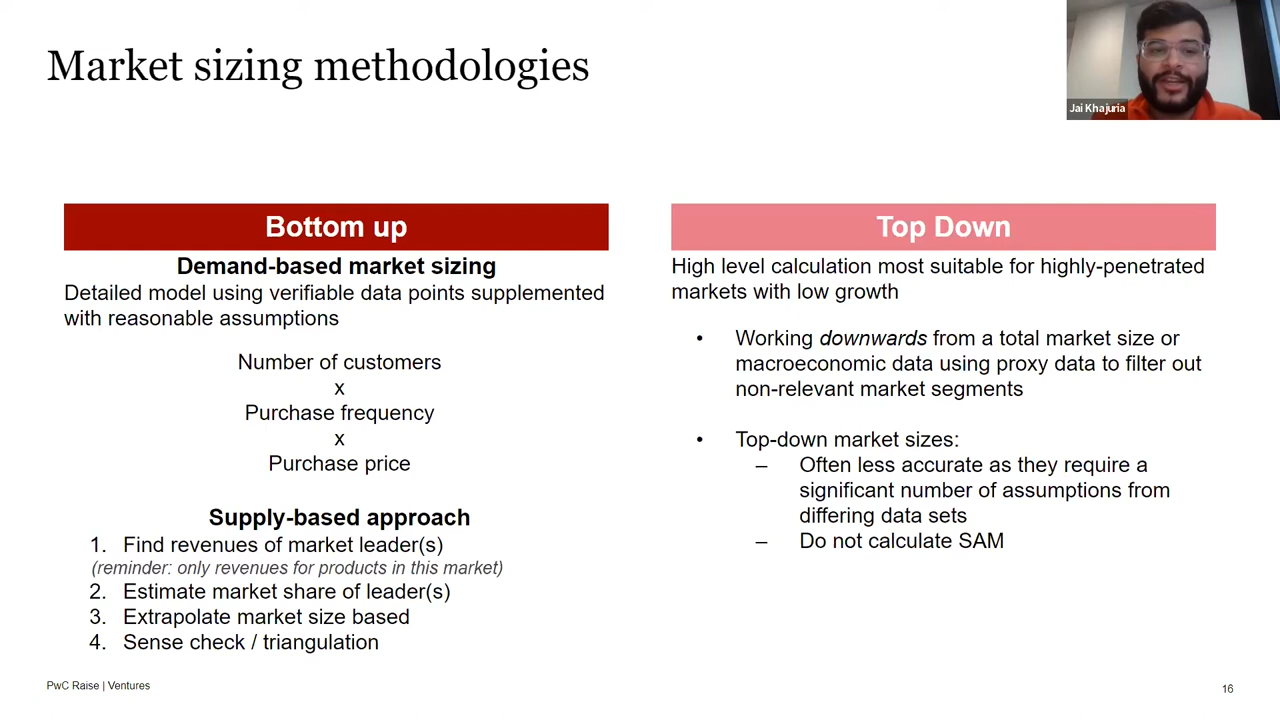 Market sizing methodologies
Jai Khajuria
Bottom up
Demand-based market sizing
Detailed model using verifiable data points supplemented
with reasonable assumptions
Number of customers
x
Purchase frequency
x
Purchase price
Supply-based approach
1. Find revenues of market leader(s)
(reminder: only revenues for products in this market)
2. Estimate market share of leader(s)
3. Extrapolate market size based
4. Sense check / triangulation
Top Down
High level calculation most suitable for highly-penetrated
markets with low growth
• Working downwards from a total market size or
macroeconomic data using proxy data to filter out
non-relevant market segments
• Top-down market sizes:
– Often less accurate as they require a
significant number of assumptions from
differing data sets
– Do not calculate SAM
PwC Raise | Ventures
16